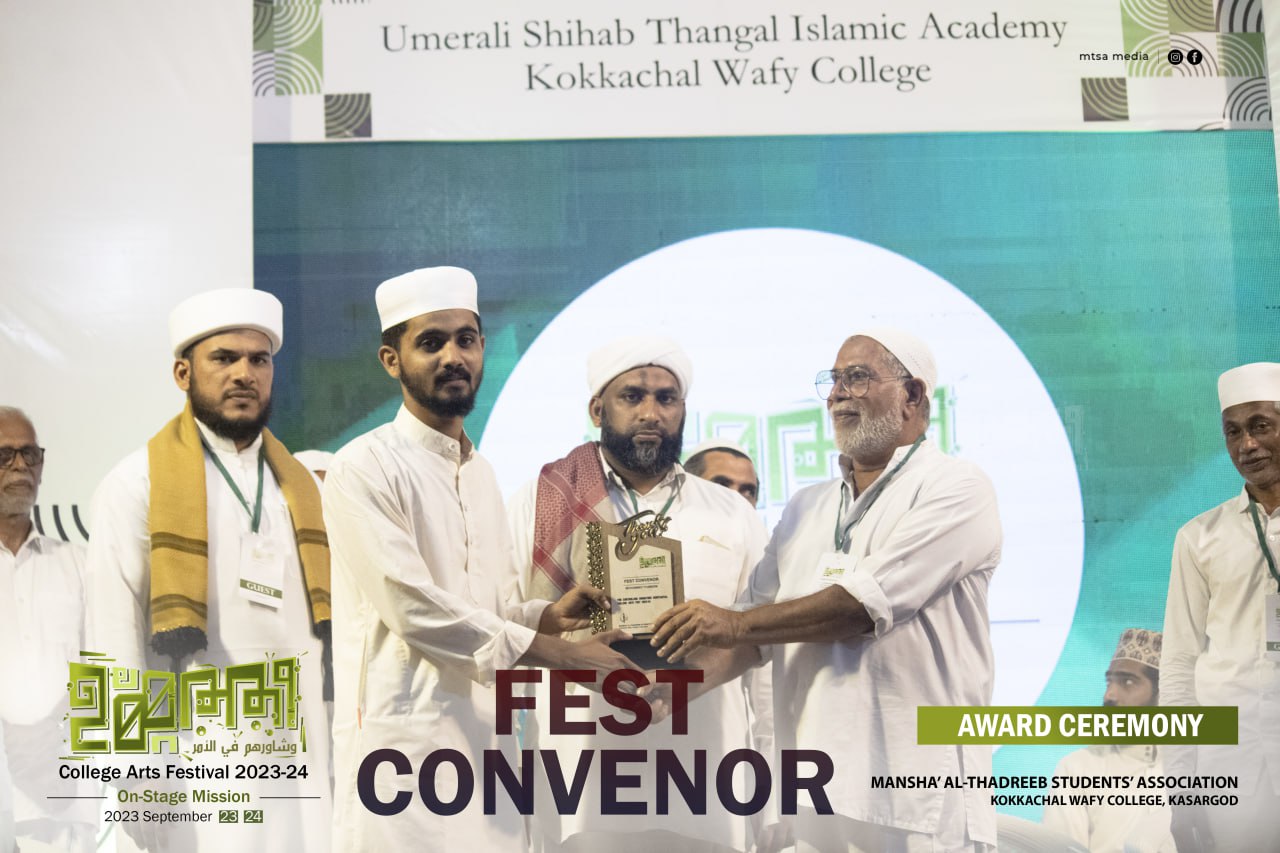 Umerali Shihab Thangal Islamic Academy
Kokkachal Wafy College
mtsa media
GUEST
Thank You
FEST CONVENOR
وشاورهم في الأمر
College Arts Festival 2023-24
On-Stage Mission
2023 September 23 24
FEST
CONVENOR
AWARD CEREMONY
MANSHA’ AL-THADREEB STUDENTS’ ASSOCIATION
KOKKACHAL WAFY COLLEGE, KASARGOD